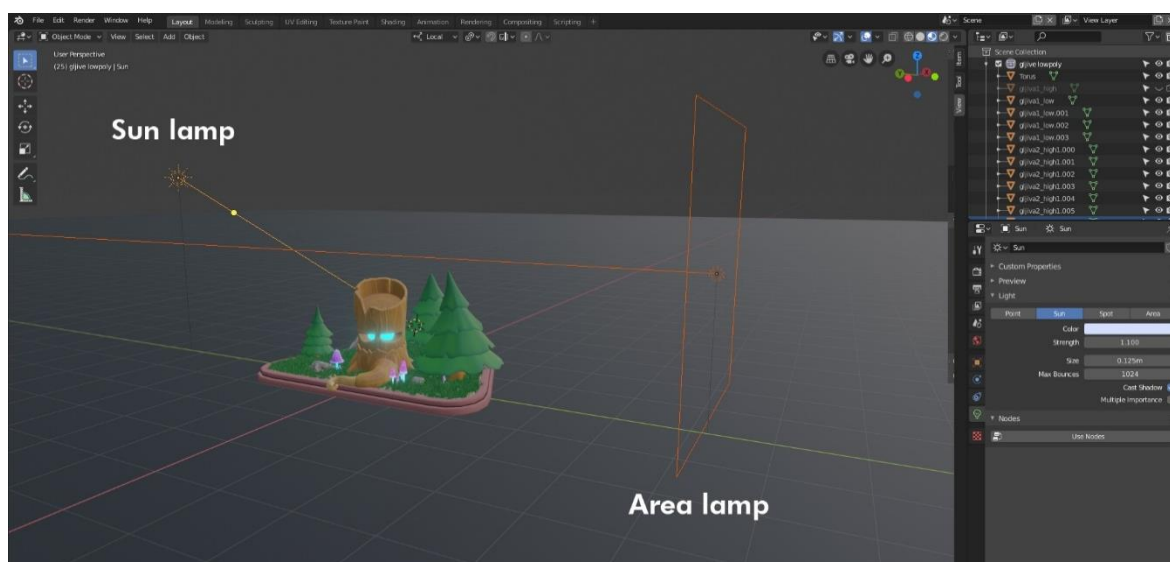 File Edit Render Window Help Layout Modeling Sculpting UV Editing Texture Paint Shading Animation Rendering Compositing Scripting + Scene View Layer
Object Mode View Select Add Object Local
User Perspective
(25) gljive lowpoly | Sun
Sun lamp
Area lamp
Item
Tool
View
Z
Y
Scene Collection
gljive lowpoly
Torus
gljiva1_high
gljiva1_low
gljiva1_low.001
gljiva1_low.002
gljiva1_low.003
gljiva2_high1.000
gljiva2_high1.001
gljiva2_high1.002
gljiva2_high1.003
gljiva2_high1.004
gljiva2_high1.005
Sun Sun
Sun
Custom Properties
Preview
Light
Point Sun Spot Area
Color
Strength 1.100
Size 0.125m
Max Bounces 1024
Cast Shadow
Multiple Importance
Nodes
Use Nodes